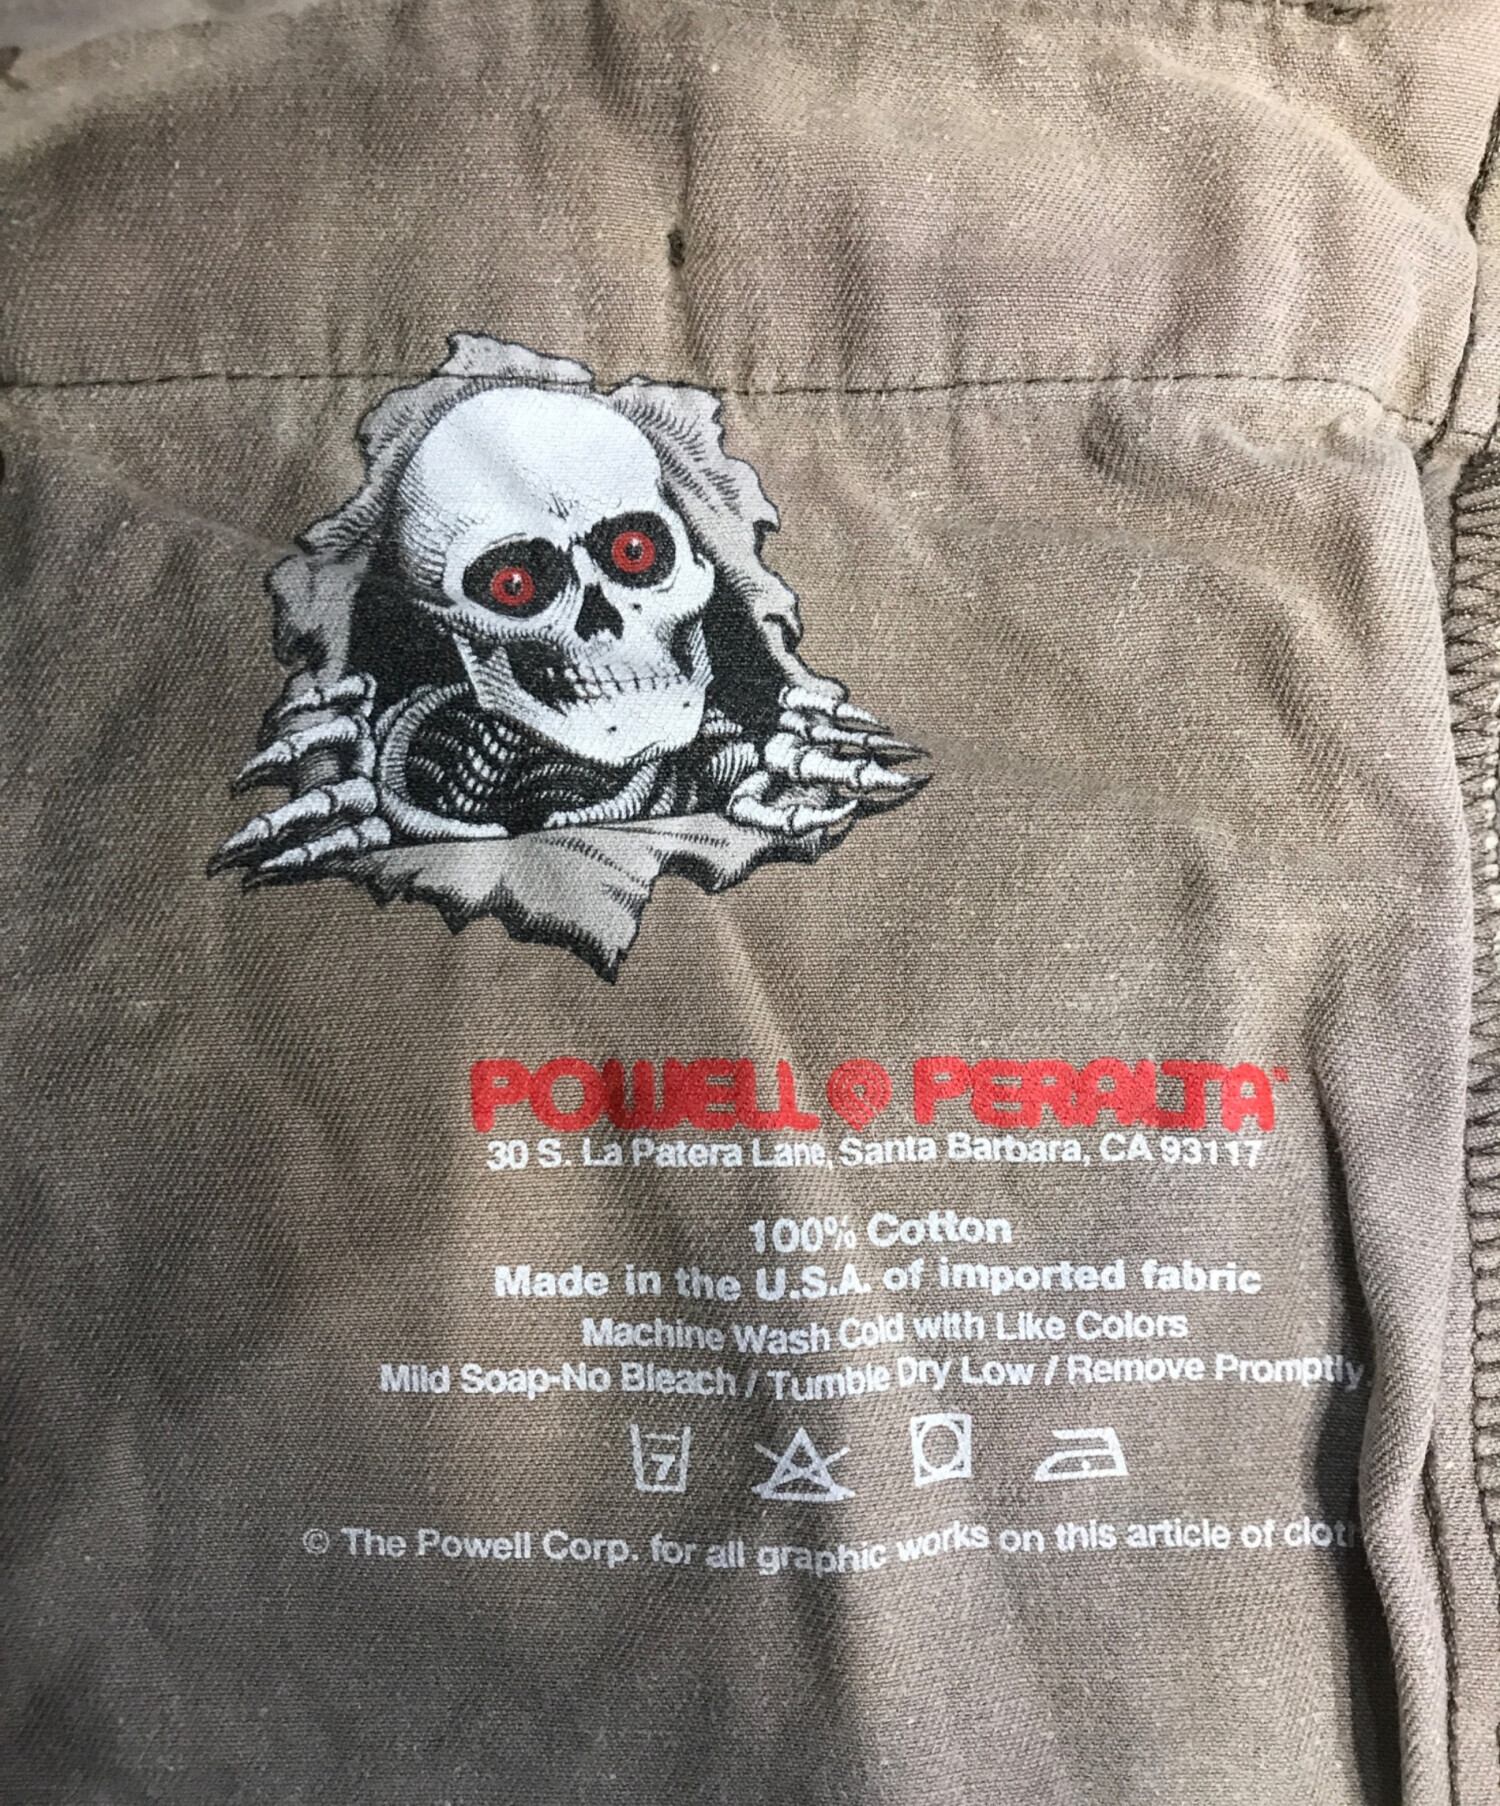 POWELL PERALTA™
30 S. La Patera Lane, Santa Barbara, CA 93117
100% Cotton
Made in the U.S.A. of imported fabric
Machine Wash Cold with Like Colors
Mild Soap-No Bleach / Tumble Dry Low / Remove Promptly
7
© The Powell Corp. for all graphic works on this article of